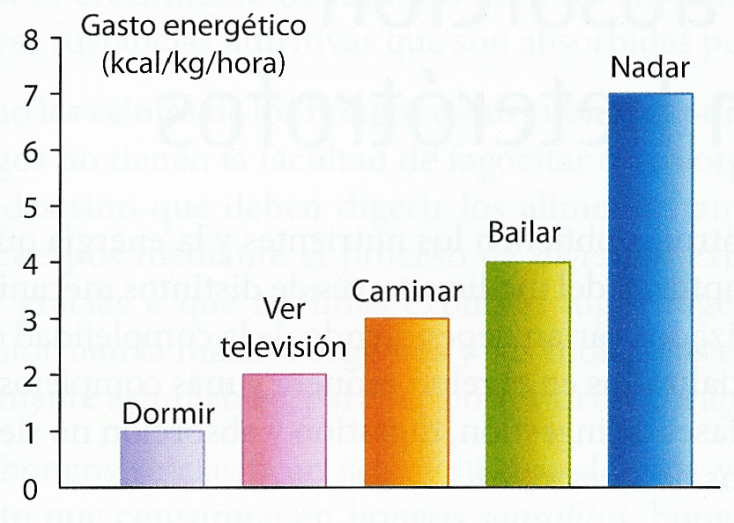 Gasto energético
(kcal/kg/hora)
8
7
6
5
4
3
2
1
0
Dormir
Ver
televisión
Caminar
Bailar
Nadar